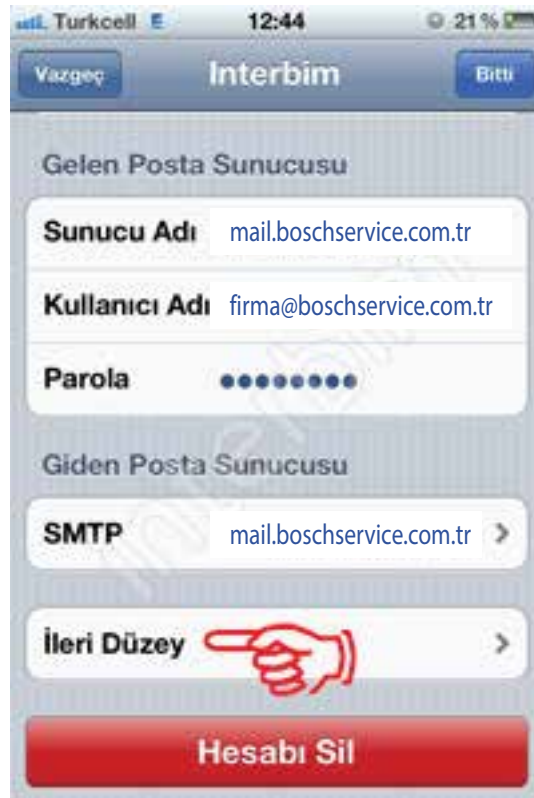 Turkcell E 12:44 21 %
Vazgeç Interbim Bitti
Gelen Posta Sunucusu
Sunucu Adı mail.boschservice.com.tr
Kullanıcı Adı firma@boschservice.com.tr
Parola ●●●●●●●●
Giden Posta Sunucusu
SMTP mail.boschservice.com.tr
İleri Düzey
Hesabı Sil